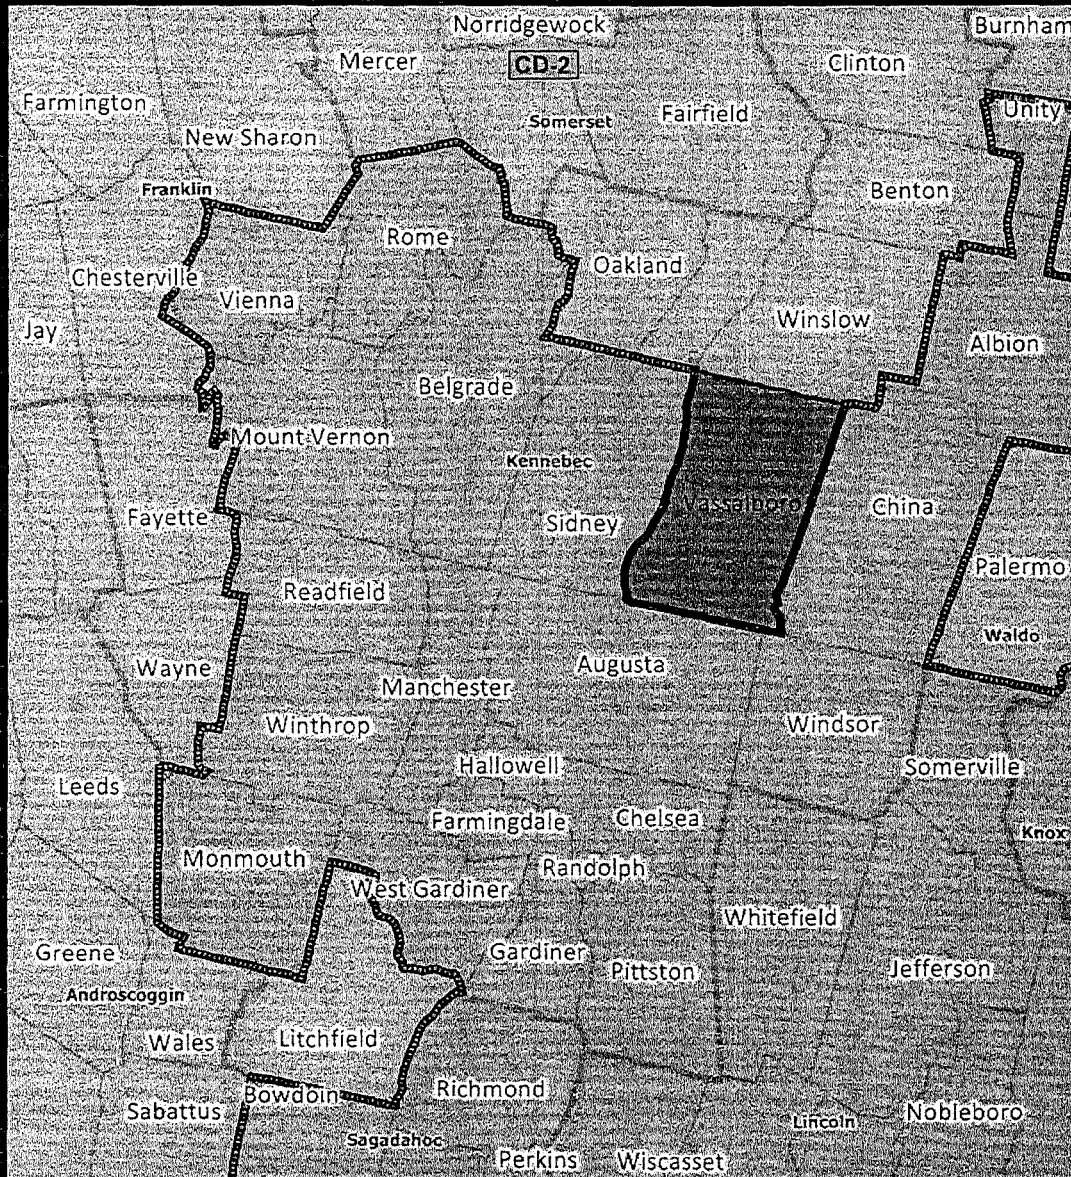 Norridgewock
Burnham
Mercer
CD-2
Clinton
Farmington
Unity
Fairfield
Somerset
New Sharon
Franklin
Benton
Rome
Oakland
Chesterville
Vienna
Winslow
Jay
Albion
Belgrade
Mount Vernon
Kennebec
Vassalboro
China
Fayette
Sidney
Palermo
Readfield
Waldo
Augusta
Wayne
Manchester
Winthrop
Windsor
Hallowell
Somerville
Leeds
Farmingdale
Chelsea
Knox
Monmouth
Randolph
West Gardiner
Whitefield
Greene
Gardiner
Pittston
Jefferson
Androscoggin
Wales
Litchfield
Bowdoin
Richmond
Sabattus
Nobleboro
Lincoln
Sagadahoc
Perkins
Wiscasset